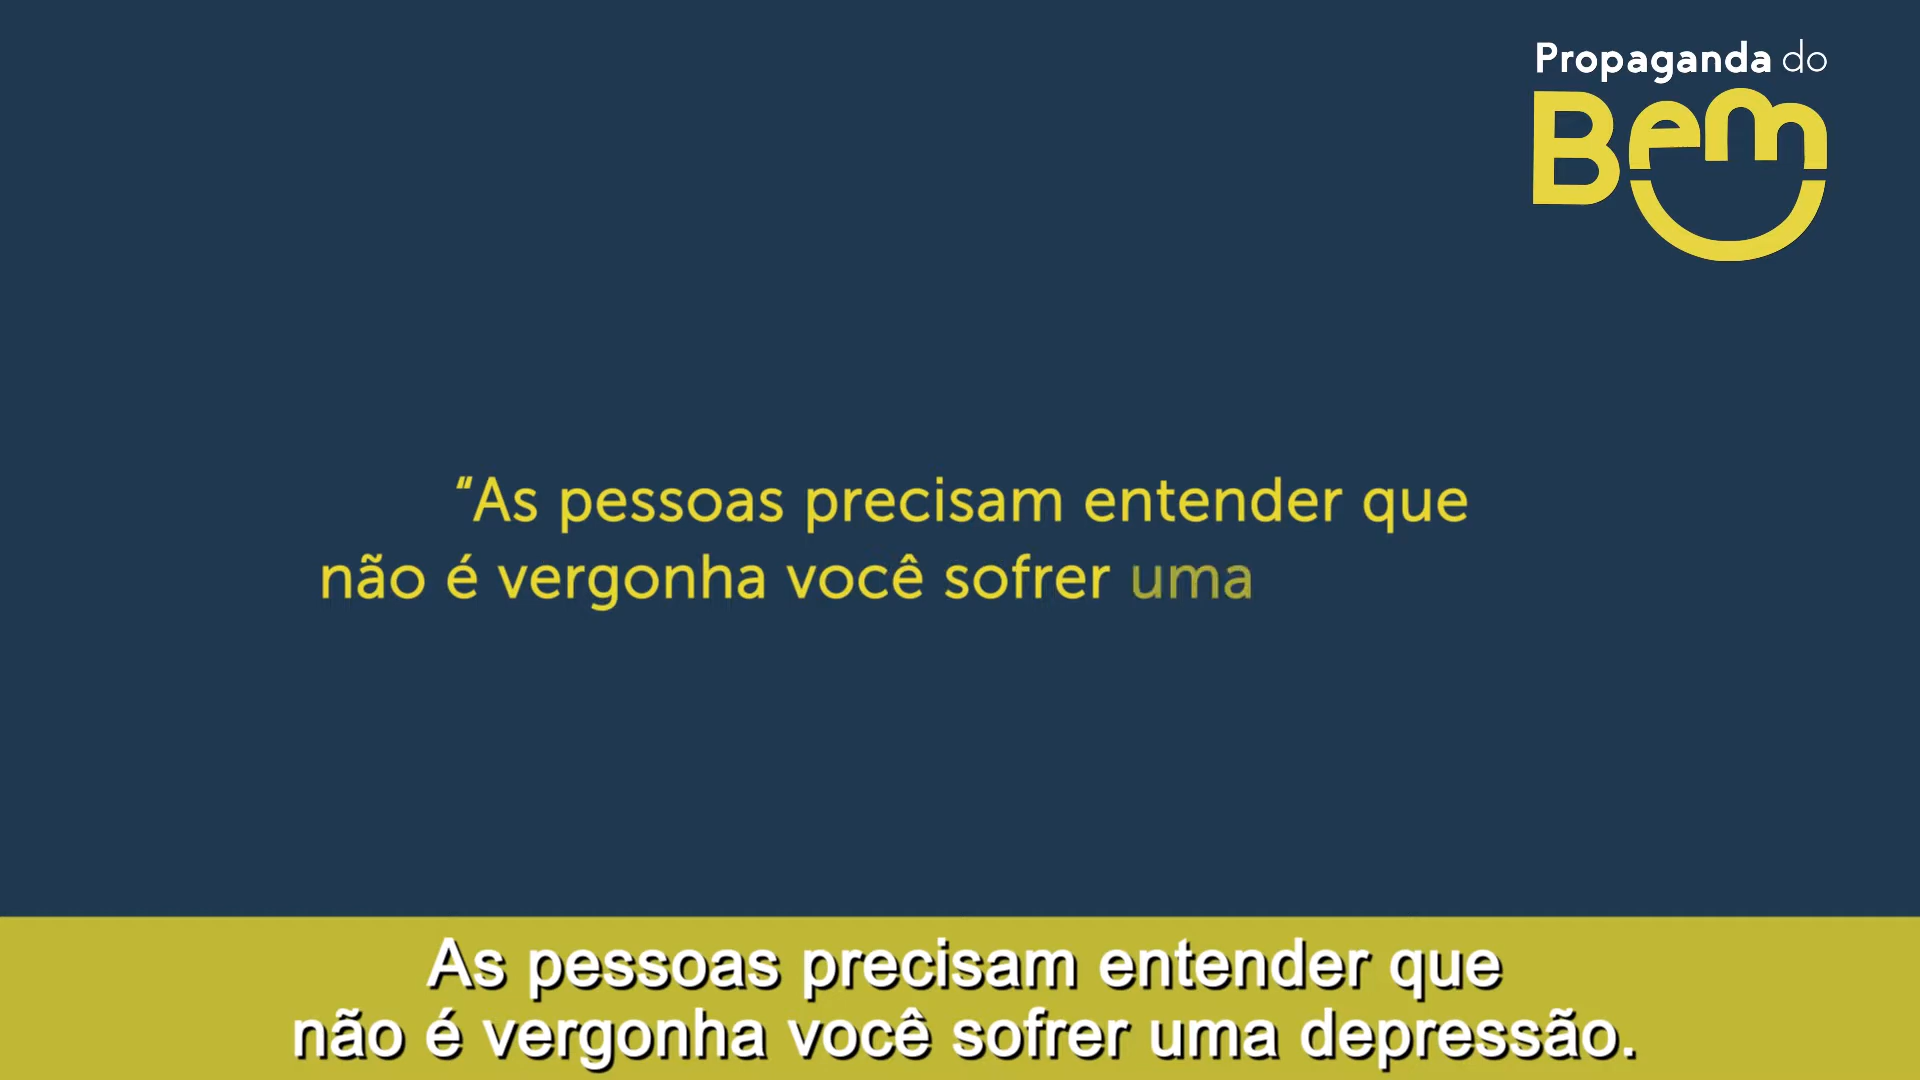 Propaganda do
Bem
“As pessoas precisam entender que
não é vergonha você sofrer uma
As pessoas precisam entender que
não é vergonha você sofrer uma depressão.